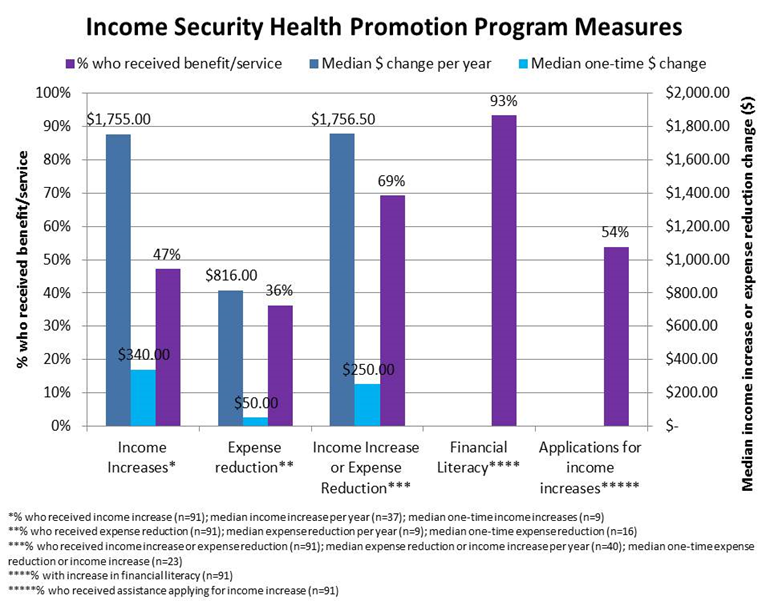 Income Security Health Promotion Program Measures
% who received benefit/service
Median $ change per year
Median one-time $ change
% who received benefit/service
100%
90%
80%
70%
60%
50%
40%
30%
20%
10%
0%
$1,755.00
$340.00
47%
$816.00
$50.00
36%
$1,756.50
$250.00
69%
93%
54%
$2,000.00
$1,800.00
$1,600.00
$1,400.00
$1,200.00
$1,000.00
$800.00
$600.00
$400.00
$200.00
$-
Median income increase or expense reduction change ($)
Income
Increases*
Expense
reduction**
Income Increase
or Expense
Reduction***
Financial
Literacy****
Applications for
income
increases*****
*% who received income increase (n=91); median income increase per year (n=37); median one-time income increases (n=9)
**% who received expense reduction (n=91); median expense reduction per year (n=9); median one-time expense reduction (n=16)
***% who received income increase or expense reduction (n=91); median expense reduction or income increase per year (n=40); median one-time expense
reduction or income increase (n=23)
****% with increase in financial literacy (n=91)
*****% who received assistance applying for income increase (n=91)